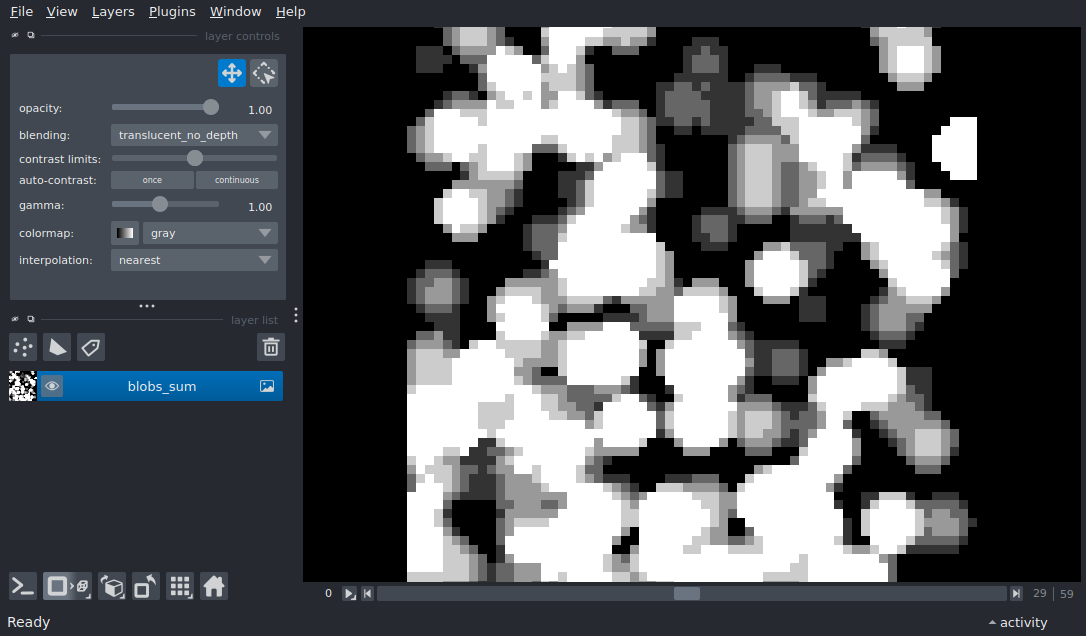 File View Layers Plugins Window Help
layer controls
opacity: 1.00
blending: translucent_no_depth
contrast limits:
auto-contrast: once continuous
gamma: 1.00
colormap: gray
interpolation: nearest
layer list
blobs_sum
0 29 59
Ready activity